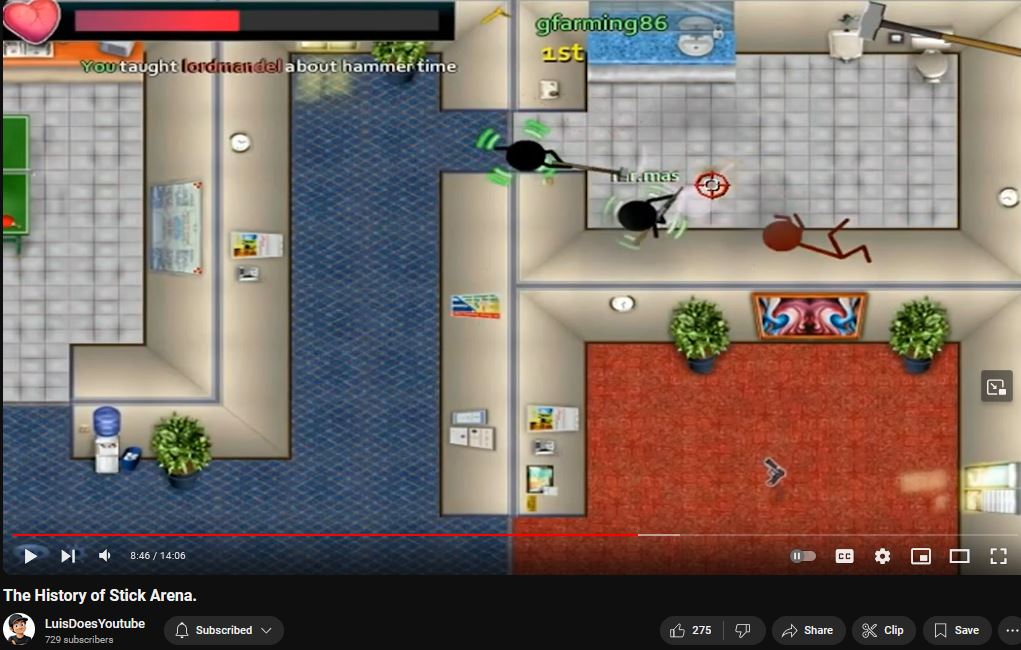 gfarming86
1st
You taught lordmandel about hammer time
8:46 / 14:06
CC
The History of Stick Arena.
LuisDoesYoutube
729 subscribers
Subscribed
275
Share
Clip
Save